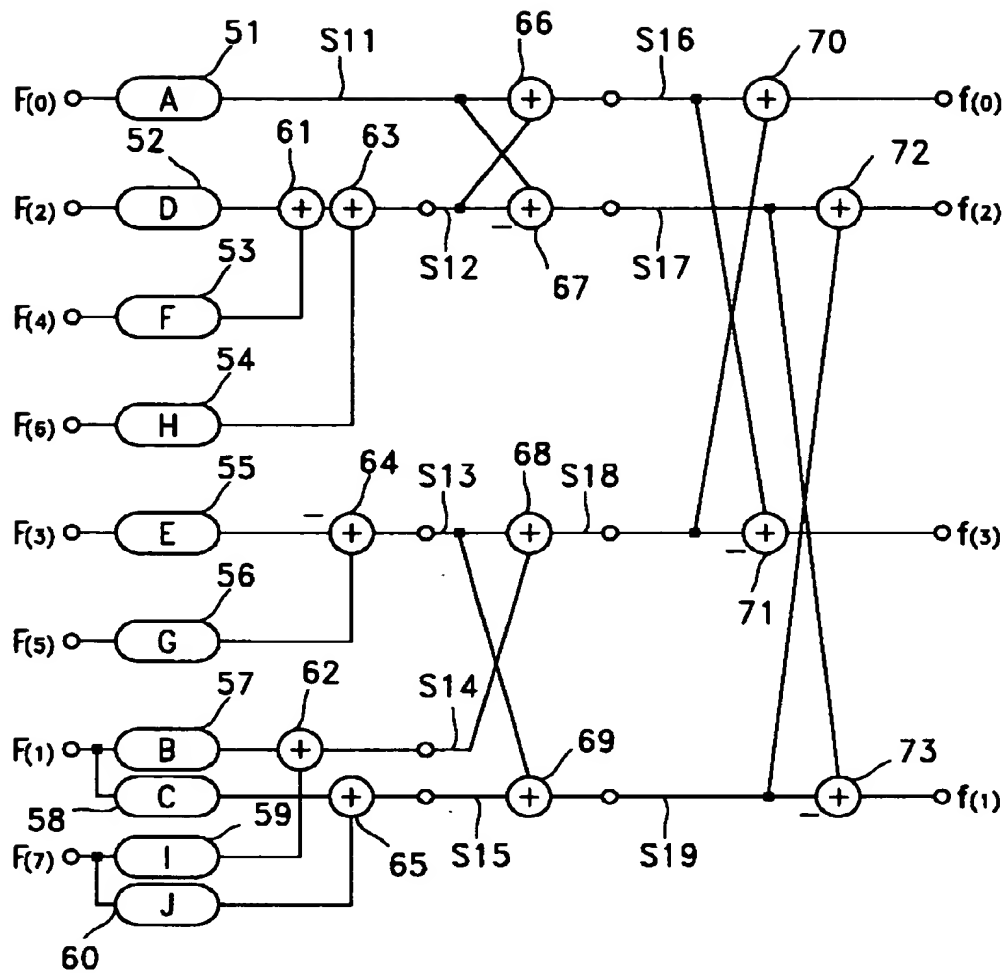 51 S11 66 S16 70
F(0) A + + f(0)
52 61 63 72
F(2) D + + + + f(2)
− S12 67 S17
53
F(4) F
54
F(6) H
55 64 S13 68 S18
F(3) E − + + + f(3)
−
56 71
F(5) G
57 62 S14
F(1) B +
69 73
C + + + f(1)
58 59 65 S15 S19 −
F(7) I
J
60